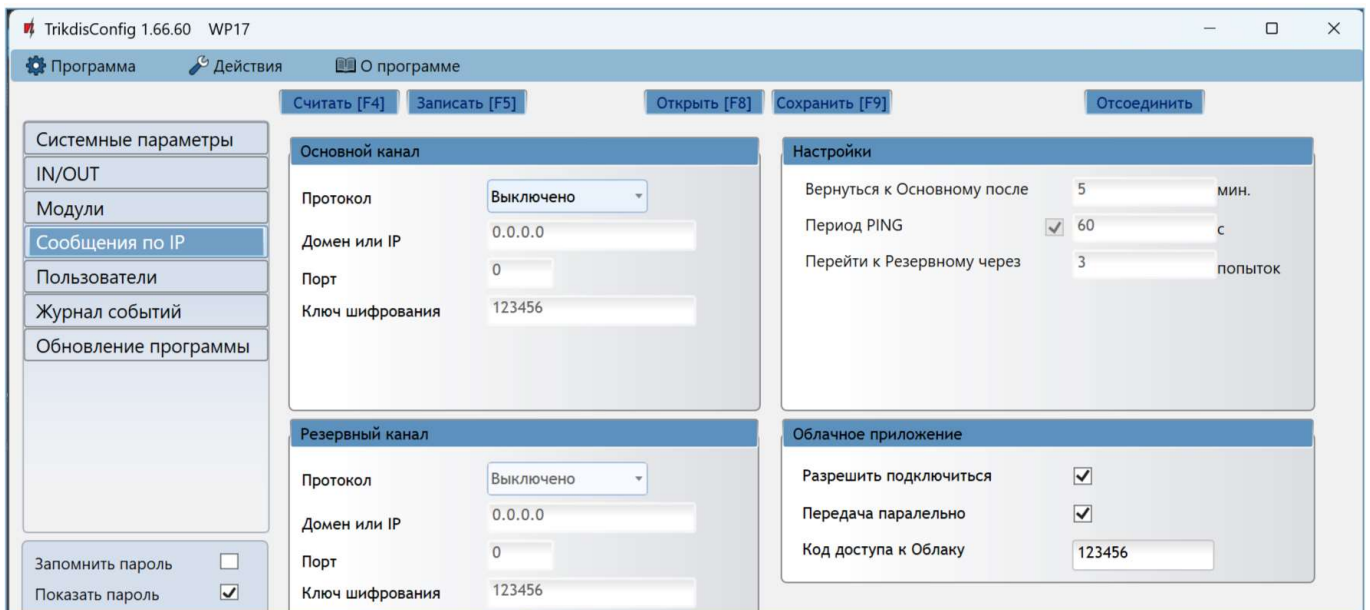 TrikdisConfig 1.66.60 WP17
Программа Действия О программе
Считать [F4] Записать [F5] Открыть [F8] Сохранить [F9] Отсоединить
Системные параметры
IN/OUT
Модули
Сообщения по IP
Пользователи
Журнал событий
Обновление программы
Запомнить пароль
Показать пароль
Основной канал
Протокол Выключено
Домен или IP 0.0.0.0
Порт 0
Ключ шифрования 123456
Настройки
Вернуться к Основному после 5 мин.
Период PING 60 с
Перейти к Резервному через 3 попыток
Резервный канал
Протокол Выключено
Домен или IP 0.0.0.0
Порт 0
Ключ шифрования 123456
Облачное приложение
Разрешить подключиться
Передача паралельно
Код доступа к Облаку 123456